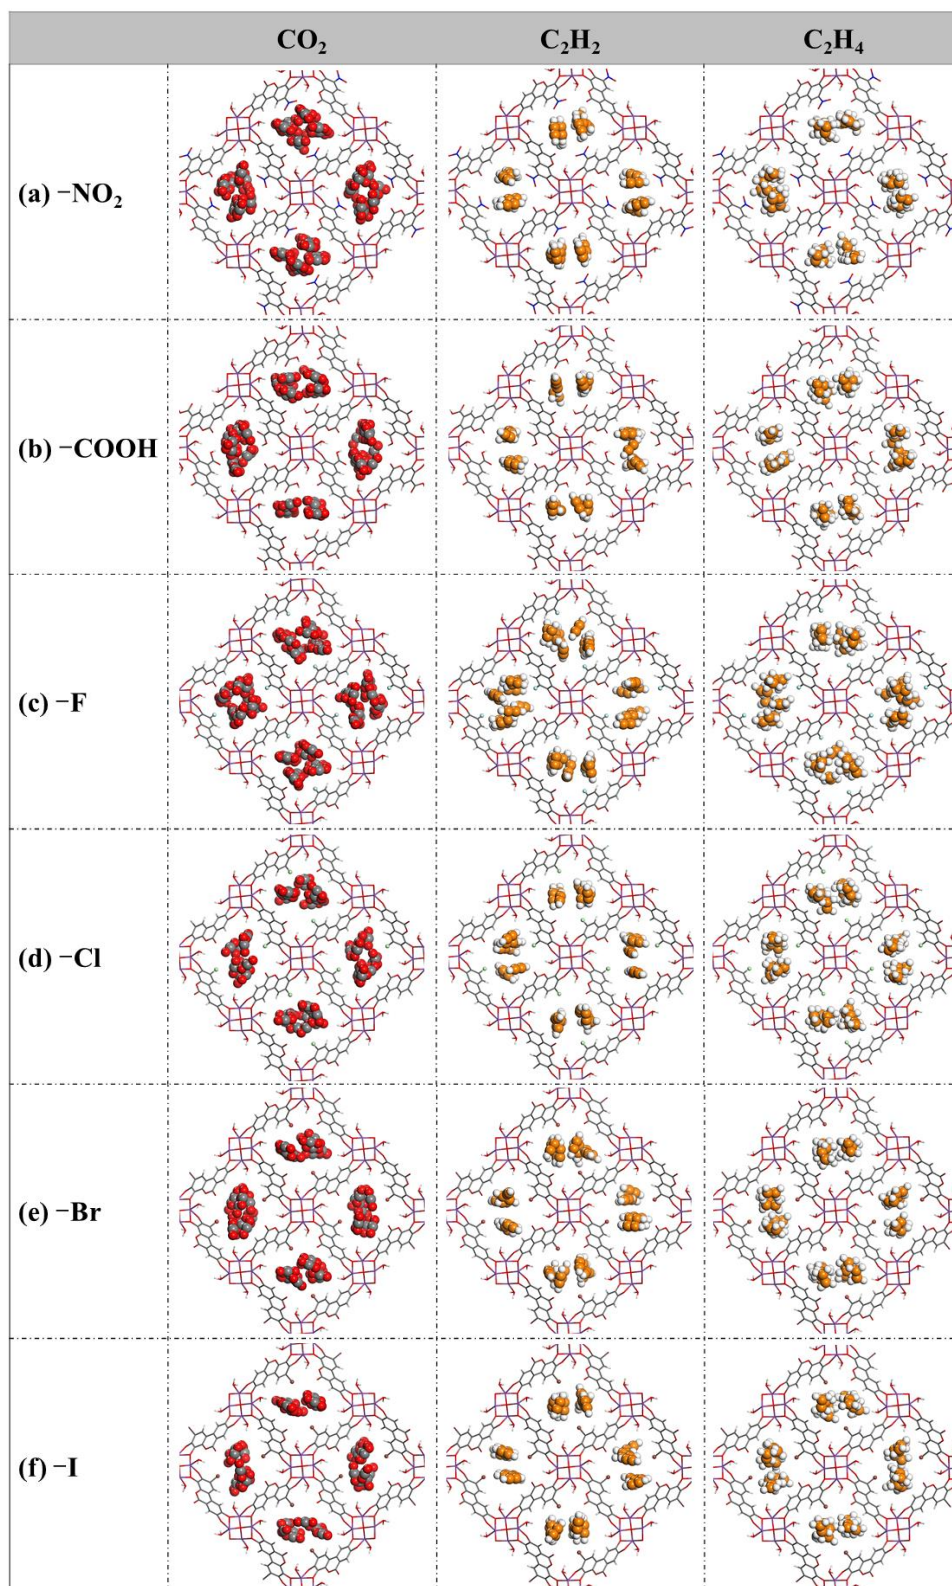 CO₂ C₂H₂ C₂H₄
(a) −NO₂
(b) −COOH
(c) −F
(d) −Cl
(e) −Br
(f) −I